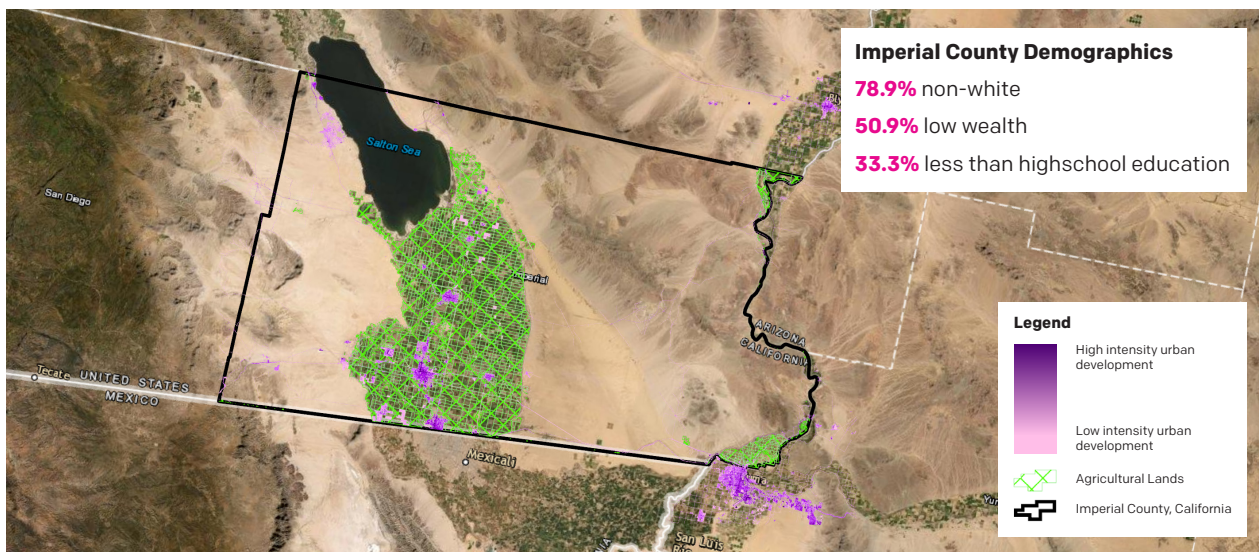 Imperial County Demographics
78.9% non-white
50.9% low wealth
33.3% less than highschool education
Salton Sea
San Diego
Imperial
ARIZONA
CALIFORNIA
Tecate
UNITED STATES
MEXICO
Mexicali
San Luis
Legend
High intensity urban
development
Low intensity urban
development
Agricultural Lands
Imperial County, California